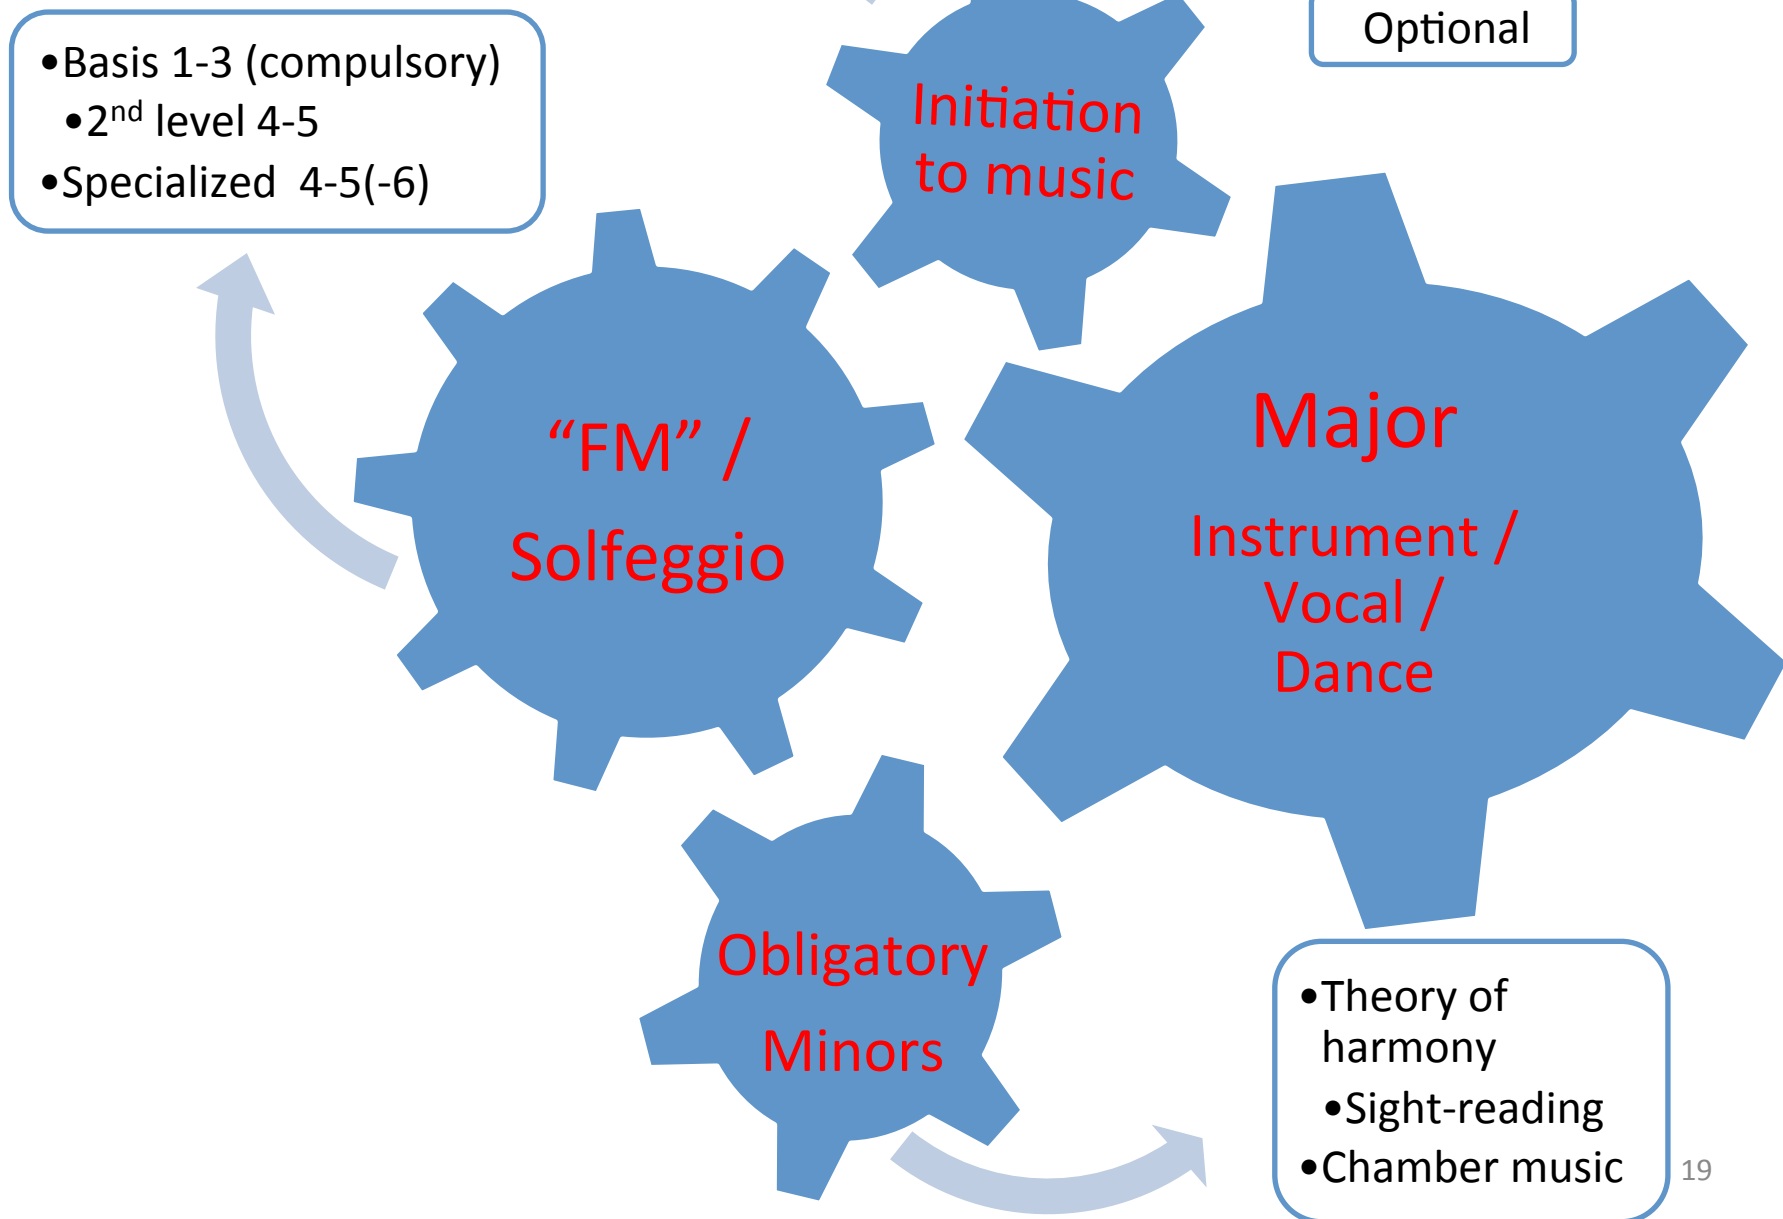 Optional
•Basis 1-3 (compulsory)
•2nd level 4-5
•Specialized 4-5(-6)
Initiation
to music
“FM” /
Solfeggio
Major
Instrument /
Vocal /
Dance
Obligatory
Minors
•Theory of
harmony
•Sight-reading
•Chamber music
19